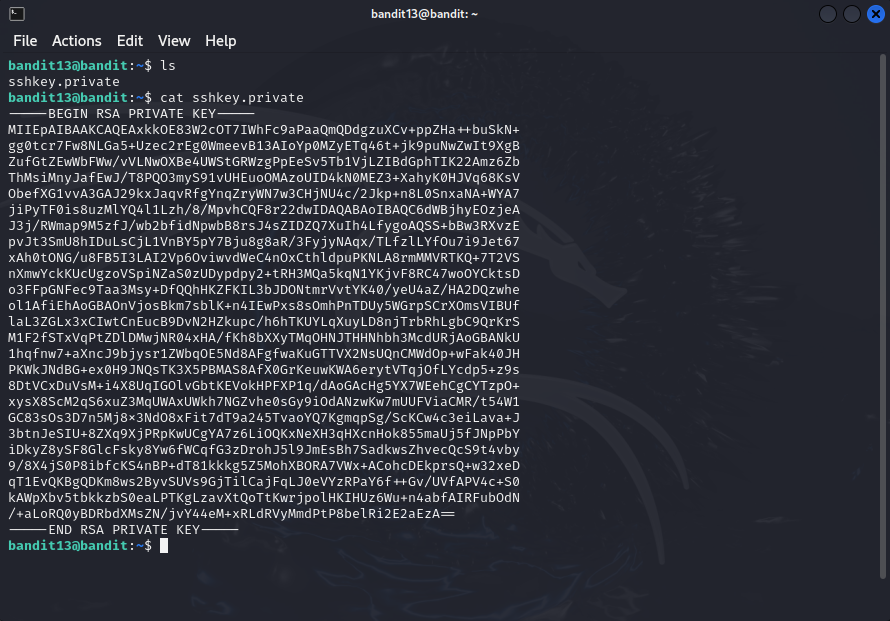 bandit13@bandit: ~
File Actions Edit View Help
bandit13@bandit:~$ ls
sshkey.private
bandit13@bandit:~$ cat sshkey.private
-----BEGIN RSA PRIVATE KEY-----
MIIEpAIBAAKCAQEAxkkOE83W2cOT7IWhFc9aPaaQmQDdgzuXCv+ppZHa++buSkN+
gg0tcr7Fw8NLGa5+Uzec2rEg0WmeevB13AIoYp0MZyETq46t+jk9puNwZwIt9XgB
ZufGtZEwWbFWw/vVLNwOXBe4UWStGRWzgPpEeSv5Tb1VjLZIBdGphTIK22Amz6Zb
ThMsiMnyJafEwJ/T8PQO3myS91vUHEuoOMAzoUID4kN0MEZ3+XahyK0HJVq68KsV
ObefXG1vvA3GAJ29kxJaqvRfgYnqZryWN7w3CHjNU4c/2Jkp+n8L0SnxaNA+WYA7
jiPyTF0is8uzMlYQ4l1Lzh/8/MpvhCQF8r22dwIDAQABAoIBAQC6dWBjhyEOzjeA
J3j/RWmap9M5zfJ/wb2bfidNpwbB8rsJ4sZIDZQ7XuIh4LfygoAQSS+bBw3RXvzE
pvJt3SmU8hIDuLsCjL1VnBY5pY7Bju8g8aR/3FyjyNAqx/TLfzlLYfOu7i9Jet67
xAh0tONG/u8FB5I3LAI2Vp6OviwvdWeC4nOxCthldpuPKNLA8rmMMVRTKQ+7T2VS
nXmwYckKUcUgzoVSpiNZaS0zUDypdpy2+tRH3MQa5kqN1YKjvF8RC47woOYCktsD
o3FFpGNFec9Taa3Msy+DfQQhHKZFKIL3bJDONtmrVvtYK40/yeU4aZ/HA2DQzwhe
ol1AfiEhAoGBAOnVjosBkm7sblK+n4IEwPxs8sOmhPnTDUy5WGrpSCrXOmsVIBUf
laL3ZGLx3xCIwtCnEucB9DvN2HZkupc/h6hTKUYLqXuyLD8njTrbRhLgbC9QrKrS
M1F2fSTxVqPtZDlDMwjNR04xHA/fKh8bXXyTMqOHNJTHHNhbh3McdURjAoGBANkU
1hqfnw7+aXncJ9bjysr1ZWbqOE5Nd8AFgfwaKuGTTVX2NsUQnCMWdOp+wFak40JH
PKWkJNdBG+ex0H9JNQsTK3X5PBMAS8AfX0GrKeuwKWA6erytVTqjOfLYcdp5+z9s
8DtVCxDuVsM+i4X8UqIGOlvGbtKEVokHPFXP1q/dAoGAcHg5YX7WEehCgCYTzpO+
xysX8ScM2qS6xuZ3MqUWAxUWkh7NGZvhe0sGy9iOdANzwKw7mUUFViaCMR/t54W1
GC83sOs3D7n5Mj8x3NdO8xFit7dT9a245TvaoYQ7KgmqpSg/ScKCw4c3eiLava+J
3btnJeSIU+8ZXq9XjPRpKwUCgYA7z6LiOQKxNeXH3qHXcnHok855maUj5fJNpPbY
iDkyZ8ySF8GlcFsky8Yw6fWCqfG3zDrohJ5l9JmEsBh7SadkwsZhvecQcS9t4vby
9/8X4jS0P8ibfcKS4nBP+dT81kkkg5Z5MohXBORA7VWx+ACohcDEkprsQ+w32xeD
qT1EvQKBgQDKm8ws2ByvSUVs9GjTilCajFqLJ0eVYzRPaY6f++Gv/UVfAPV4c+S0
kAWpXbv5tbkkzbS0eaLPTKgLzavXtQoTtKwrjpolHKIHUz6Wu+n4abfAIRFubOdN
/+aLoRQ0yBDRbdXMsZN/jvY44eM+xRLdRVyMmdPtP8belRi2E2aEzA==
-----END RSA PRIVATE KEY-----
bandit13@bandit:~$